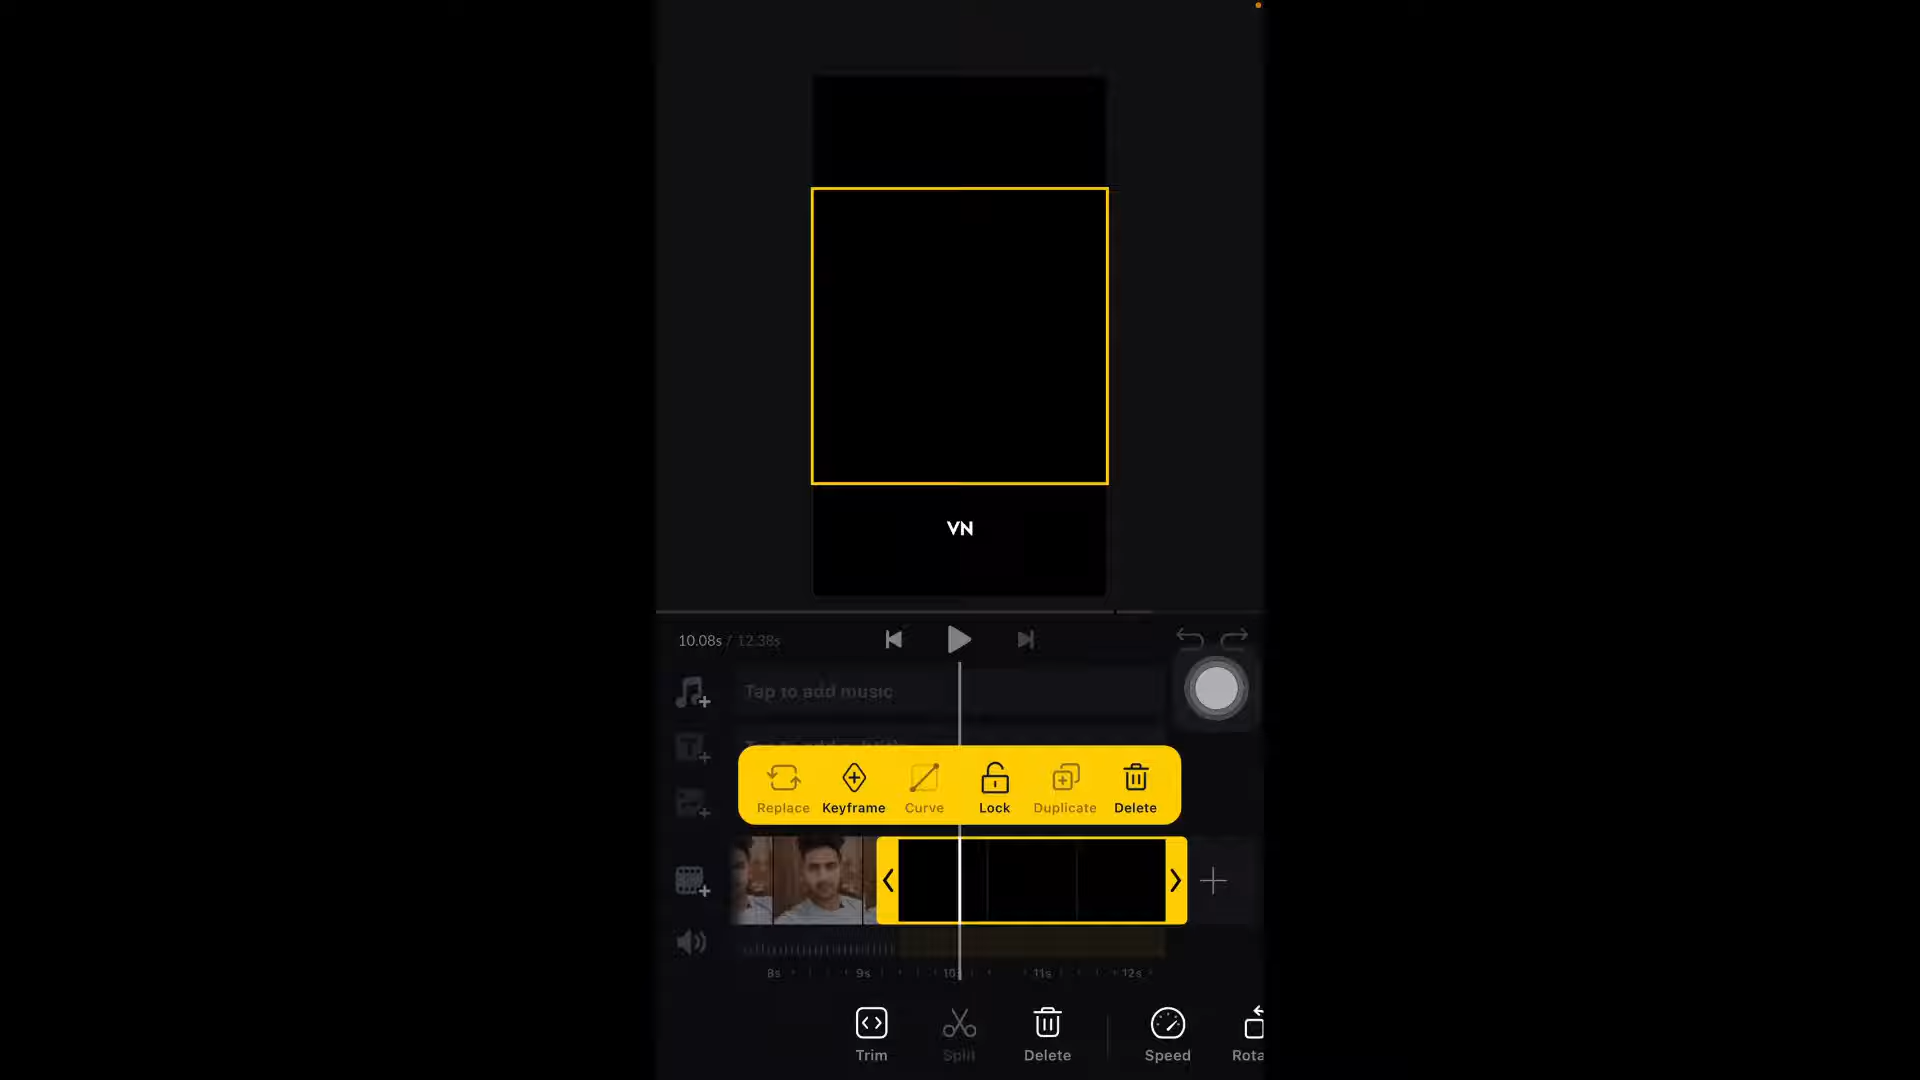 VN
10.08s / 12.38s
Tap to add music
Replace Keyframe Curve Lock Duplicate Delete
8s 9s 10s 11s 12s
Trim Split Delete Speed Rota